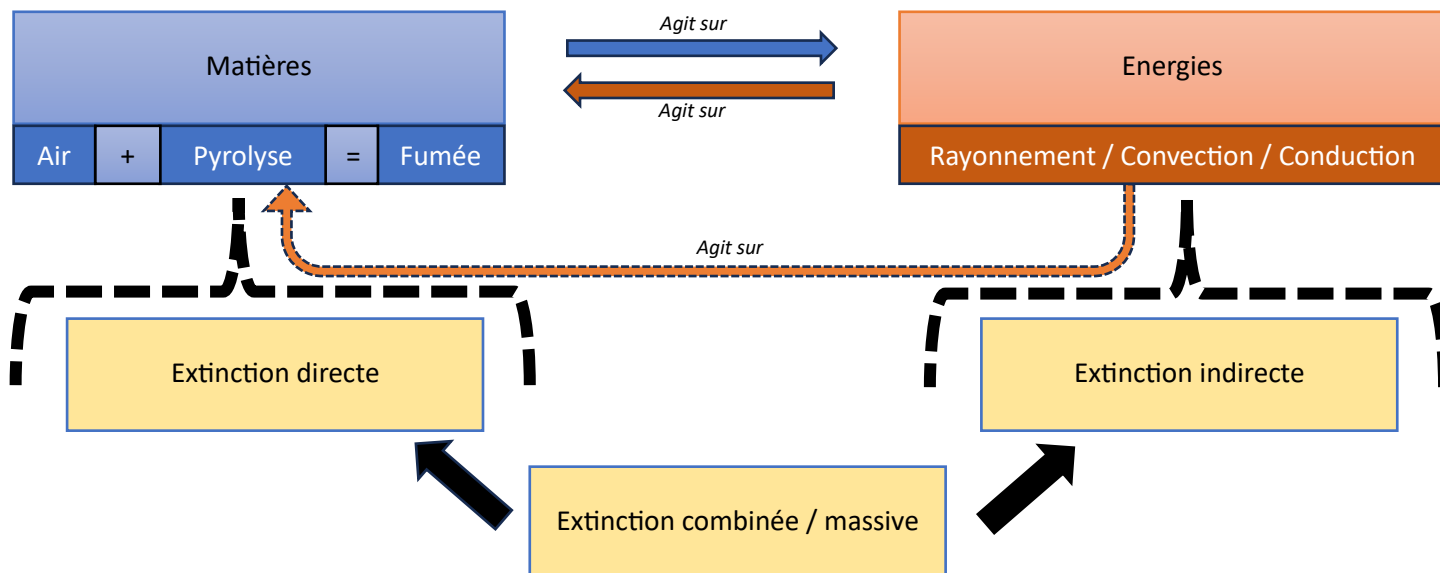 Agit sur
Matières
Energies
Agit sur
Air + Pyrolyse = Fumée
Rayonnement / Convection / Conduction
Agit sur
Extinction directe
Extinction indirecte
Extinction combinée / massive